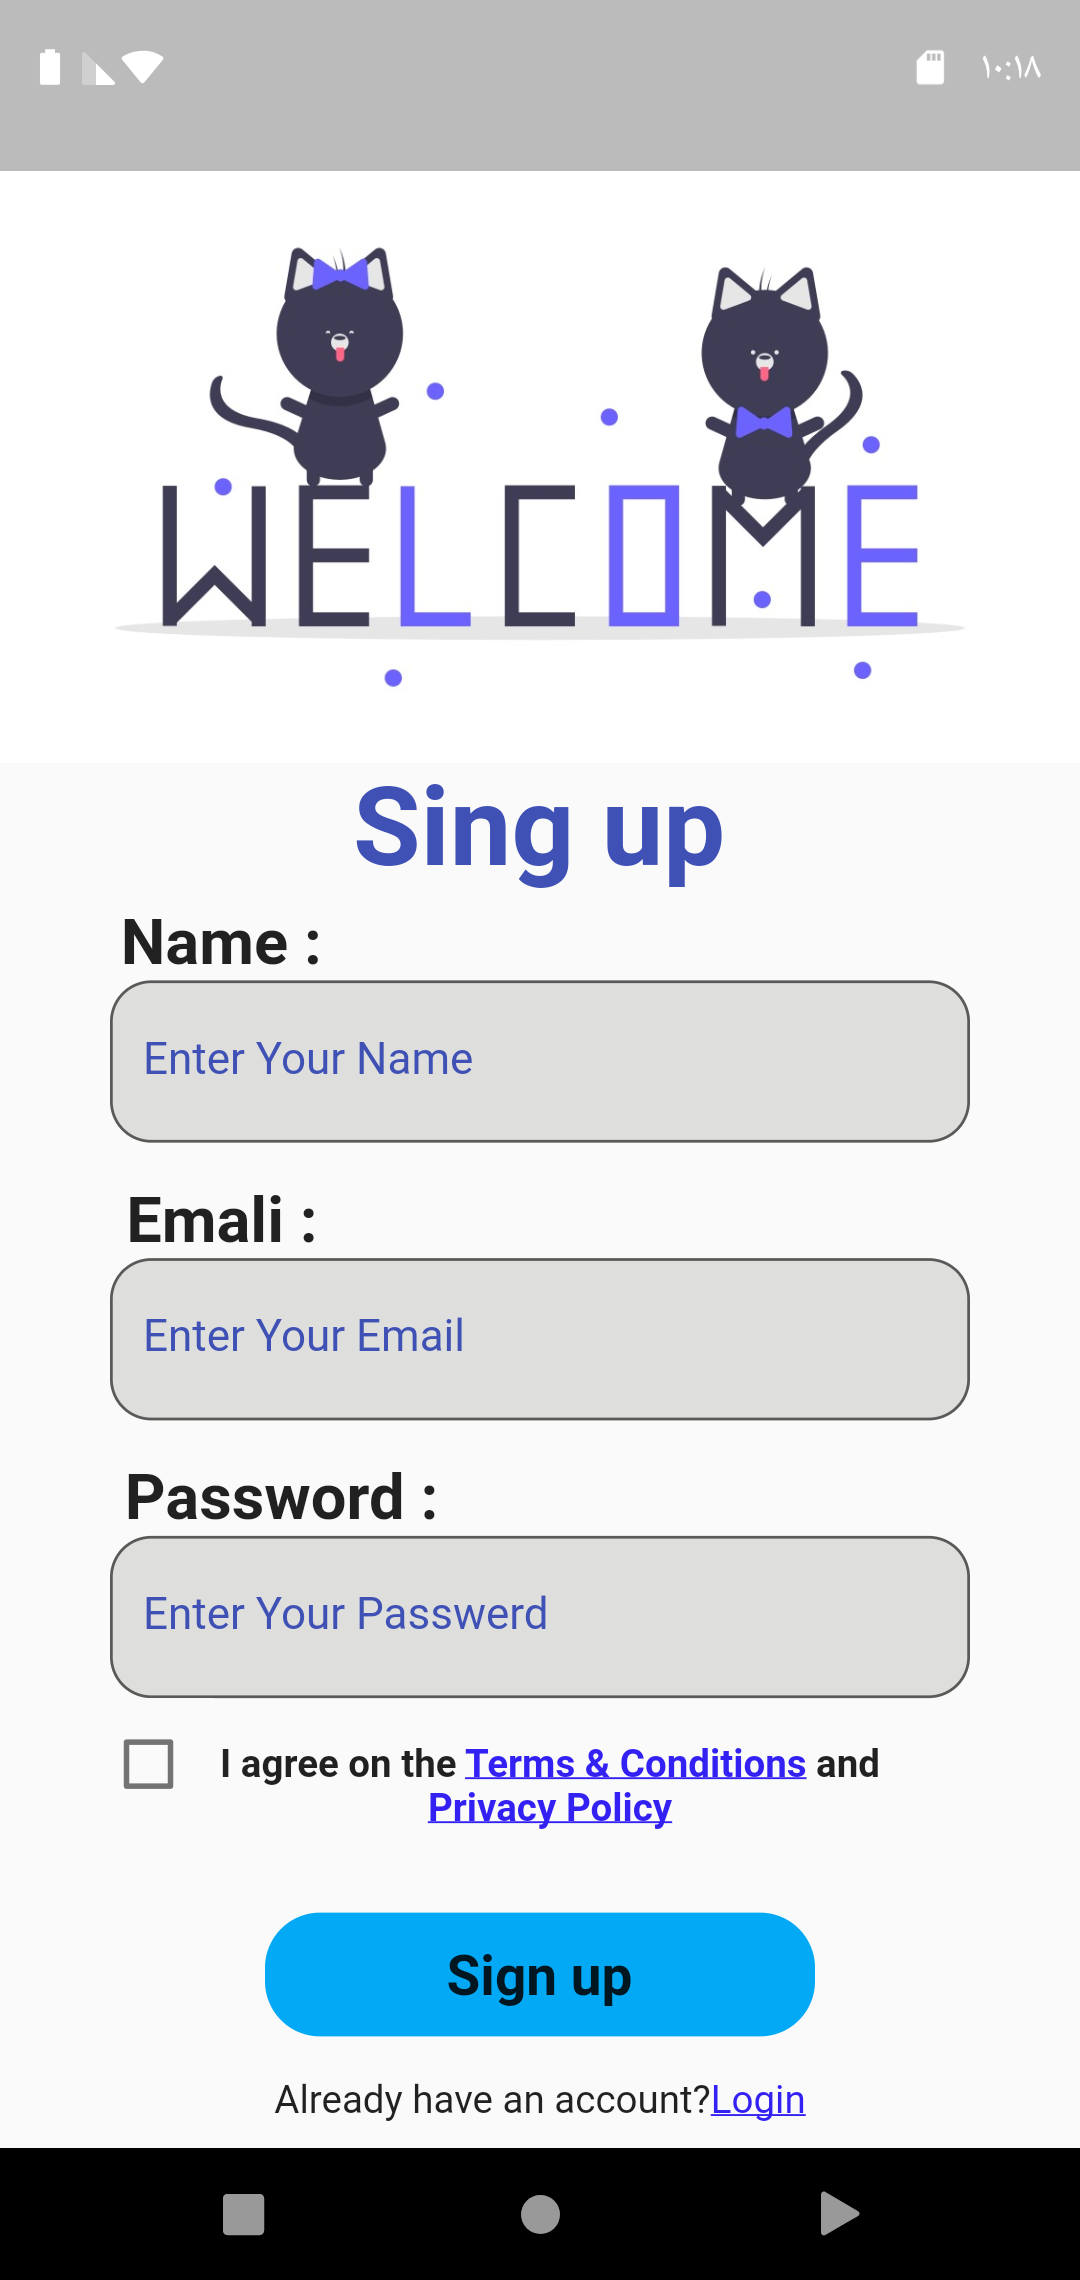 ١٠:١٨
WELCOME
Sing up
Name :
Enter Your Name
Emali :
Enter Your Email
Password :
Enter Your Passwerd
I agree on the Terms & Conditions and
Privacy Policy
Sign up
Already have an account?Login